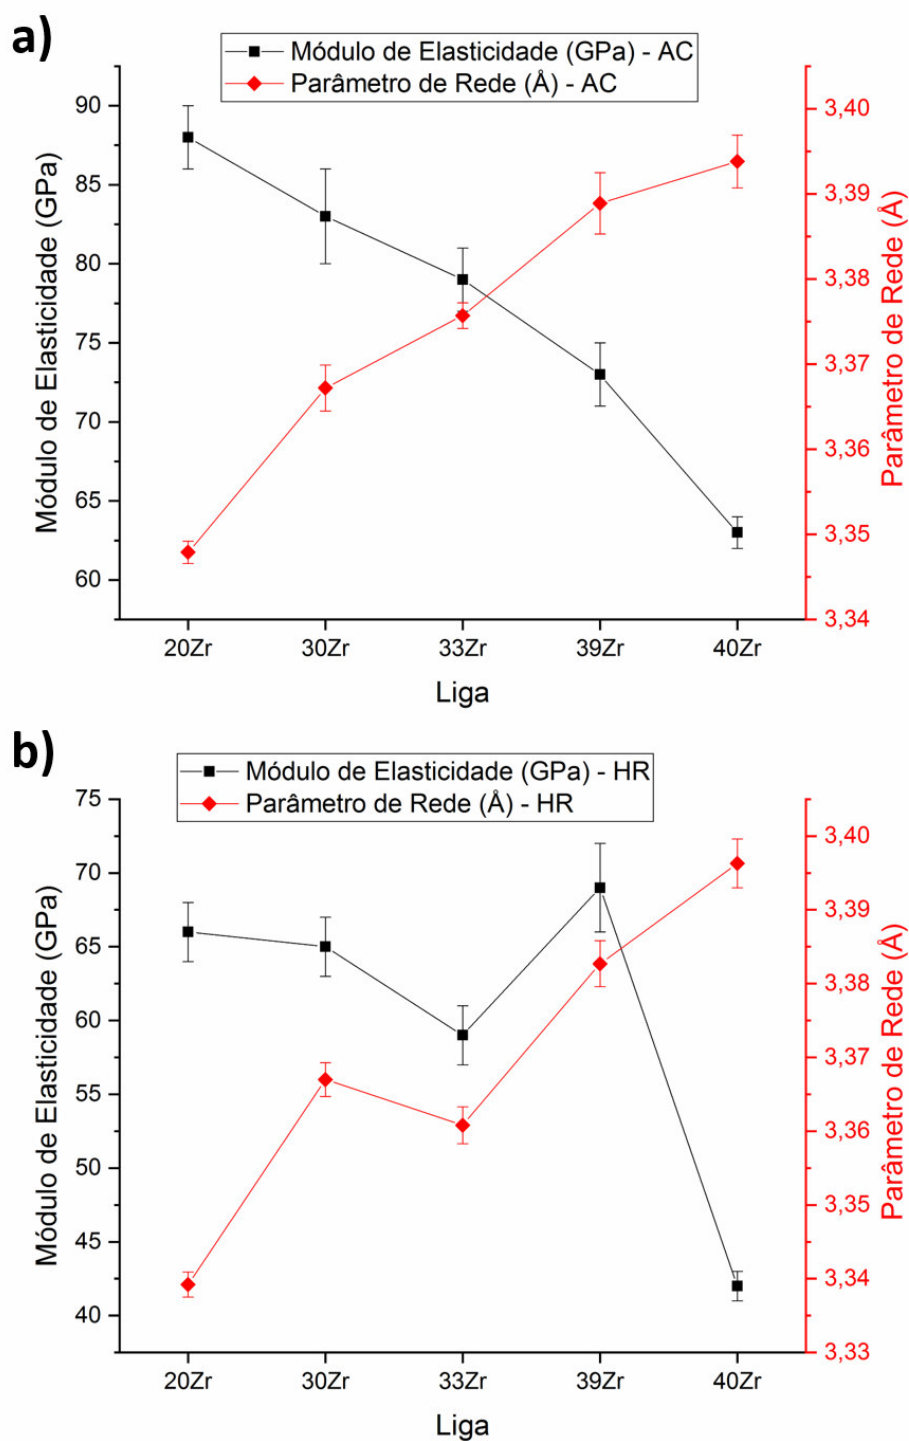 a)
Módulo de Elasticidade (GPa) - AC
Parâmetro de Rede (Å) - AC
Módulo de Elasticidade (GPa)
90
85
80
75
70
65
60
3,40
3,39
3,38
3,37
3,36
3,35
3,34
Parâmetro de Rede (Å)
20Zr 30Zr 33Zr 39Zr 40Zr
Liga
b)
Módulo de Elasticidade (GPa) - HR
Parâmetro de Rede (Å) - HR
Módulo de Elasticidade (GPa)
75
70
65
60
55
50
45
40
3,40
3,39
3,38
3,37
3,36
3,35
3,34
3,33
Parâmetro de Rede (Å)
20Zr 30Zr 33Zr 39Zr 40Zr
Liga